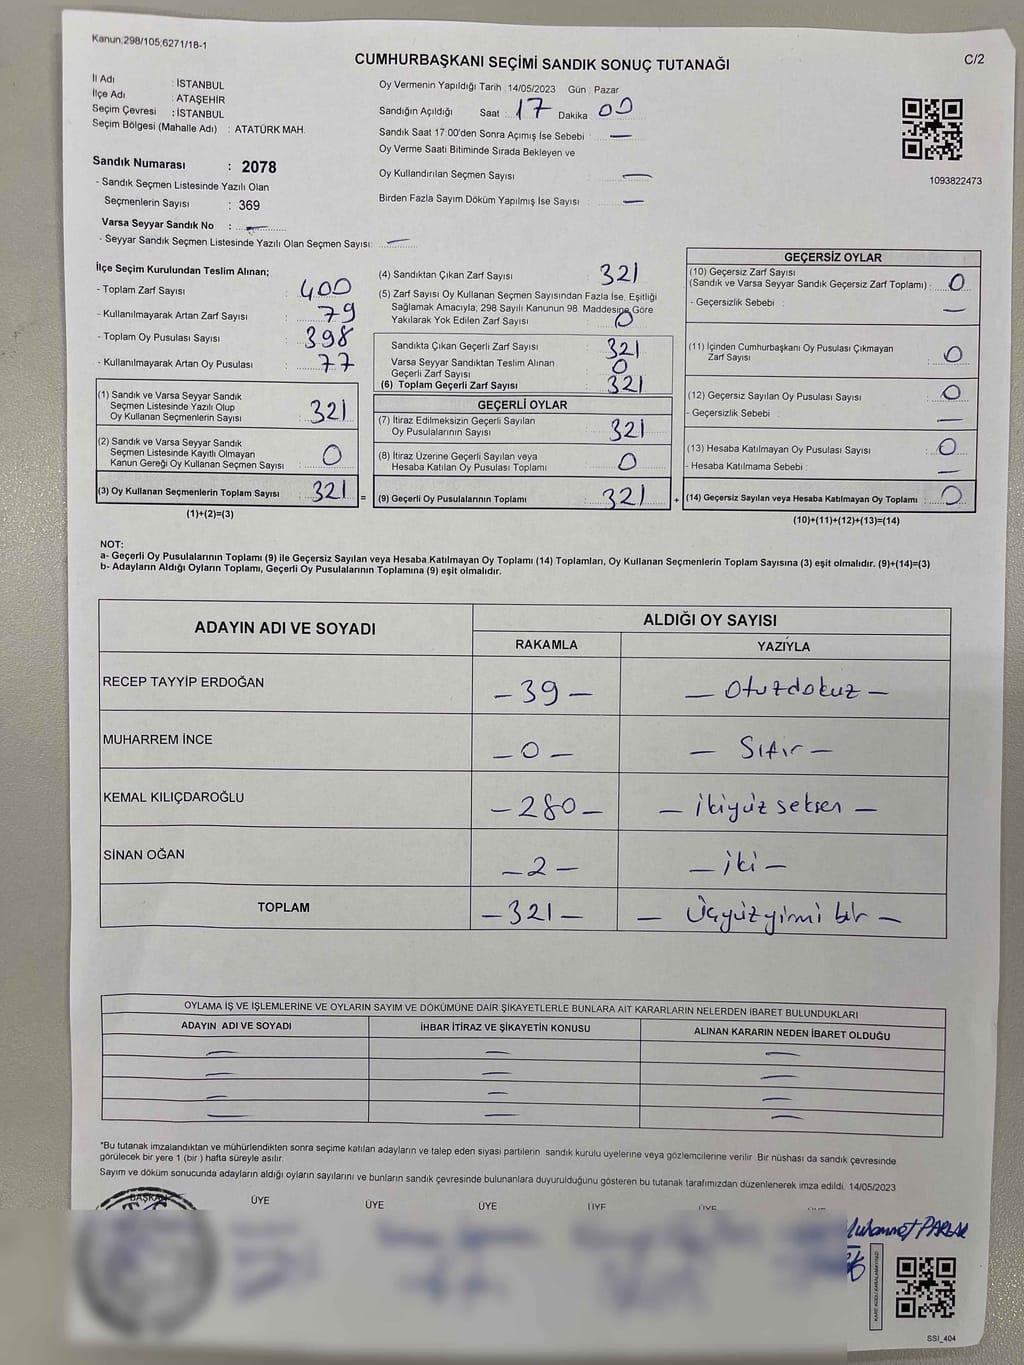 Kanun;298/105;6271/18-1
C/2
CUMHURBAŞKANI SEÇİMİ SANDIK SONUÇ TUTANAĞI
İl Adı : İSTANBUL
İlçe Adı : ATAŞEHİR
Seçim Çevresi : İSTANBUL
Seçim Bölgesi (Mahalle Adı) : ATATÜRK MAH.
Sandık Numarası : 2078
- Sandık Seçmen Listesinde Yazılı Olan
Seçmenlerin Sayısı : 369
Varsa Seyyar Sandık No : —
- Seyyar Sandık Seçmen Listesinde Yazılı Olan Seçmen Sayısı: —
Oy Vermenin Yapıldığı Tarih : 14/05/2023 Gün : Pazar
Sandığın Açıldığı Saat : 17 Dakika : 00
Sandık Saat 17:00'den Sonra Açımış İse Sebebi : —
Oy Verme Saati Bitiminde Sırada Bekleyen ve
Oy Kullandırılan Seçmen Sayısı : —
Birden Fazla Sayım Döküm Yapılmış İse Sayısı : —
1093822473
İlçe Seçim Kurulundan Teslim Alınan;
- Toplam Zarf Sayısı : 400
- Kullanılmayarak Artan Zarf Sayısı : 79
- Toplam Oy Pusulası Sayısı : 398
- Kullanılmayarak Artan Oy Pusulası : 77
(1) Sandık ve Varsa Seyyar Sandık
Seçmen Listesinde Yazılı Olup
Oy Kullanan Seçmenlerin Sayısı : 321
(2) Sandık ve Varsa Seyyar Sandık
Seçmen Listesinde Kayıtlı Olmayan
Kanun Gereği Oy Kullanan Seçmen Sayısı : 0
(3) Oy Kullanan Seçmenlerin Toplam Sayısı : 321 =
(1)+(2)=(3)
(4) Sandıktan Çıkan Zarf Sayısı : 321
(5) Zarf Sayısı Oy Kullanan Seçmen Sayısından Fazla İse, Eşitliği
Sağlamak Amacıyla; 298 Sayılı Kanunun 98. Maddesine Göre
Yakılarak Yok Edilen Zarf Sayısı : 0
Sandıkta Çıkan Geçerli Zarf Sayısı : 321
Varsa Seyyar Sandıktan Teslim Alınan
Geçerli Zarf Sayısı : 0
(6) Toplam Geçerli Zarf Sayısı : 321
GEÇERLİ OYLAR
(7) İtiraz Edilmeksizin Geçerli Sayılan
Oy Pusulalarının Sayısı : 321
(8) İtiraz Üzerine Geçerli Sayılan veya
Hesaba Katılan Oy Pusulası Toplamı : 0
(9) Geçerli Oy Pusulalarının Toplamı : 321 +
GEÇERSİZ OYLAR
(10) Geçersiz Zarf Sayısı
(Sandık ve Varsa Seyyar Sandık Geçersiz Zarf Toplamı) : 0
- Geçersizlik Sebebi : —
(11) İçinden Cumhurbaşkanı Oy Pusulası Çıkmayan
Zarf Sayısı : 0
(12) Geçersiz Sayılan Oy Pusulası Sayısı : 0
- Geçersizlik Sebebi : —
(13) Hesaba Katılmayan Oy Pusulası Sayısı : 0
- Hesaba Katılmama Sebebi : —
(14) Geçersiz Sayılan veya Hesaba Katılmayan Oy Toplamı : 0
(10)+(11)+(12)+(13)=(14)
NOT:
a- Geçerli Oy Pusulalarının Toplamı (9) ile Geçersiz Sayılan veya Hesaba Katılmayan Oy Toplamı (14) Toplamları, Oy Kullanan Seçmenlerin Toplam Sayısına (3) eşit olmalıdır. (9)+(14)=(3)
b- Adayların Aldığı Oyların Toplamı, Geçerli Oy Pusulalarının Toplamına (9) eşit olmalıdır.
ADAYIN ADI VE SOYADI ALDIĞI OY SAYISI
RAKAMLA YAZIYLA
RECEP TAYYİP ERDOĞAN –39– – Otuzdokuz –
MUHARREM İNCE –0– – Sıfır –
KEMAL KILIÇDAROĞLU –280– – ikiyüz seksen –
SİNAN OĞAN –2– – iki –
TOPLAM –321– – Üçyüzyirmi bir –
OYLAMA İŞ VE İŞLEMLERİNE VE OYLARIN SAYIM VE DÖKÜMÜNE DAİR ŞİKAYETLERLE BUNLARA AİT KARARLARIN NELERDEN İBARET BULUNDUKLARI
ADAYIN ADI VE SOYADI İHBAR İTİRAZ VE ŞİKAYETİN KONUSU ALINAN KARARIN NEDEN İBARET OLDUĞU
— — —
— — —
— — —
— — —
*Bu tutanak imzalandıktan ve mühürlendikten sonra seçime katılan adayların ve talep eden siyasi partilerin sandık kurulu üyelerine veya gözlemcilerine verilir. Bir nüshası da sandık çevresinde
görülecek bir yere 1 (bir ) hafta süreyle asılır.
Sayım ve döküm sonucunda adayların aldığı oyların sayılarını ve bunların sandık çevresinde bulunanlara duyurulduğunu gösteren bu tutanak tarafımızdan düzenlenerek imza edildi. 14/05/2023
BAŞKAN ÜYE ÜYE ÜYE ÜYE ÜYE
Muhammet PARLAK
SSI_404